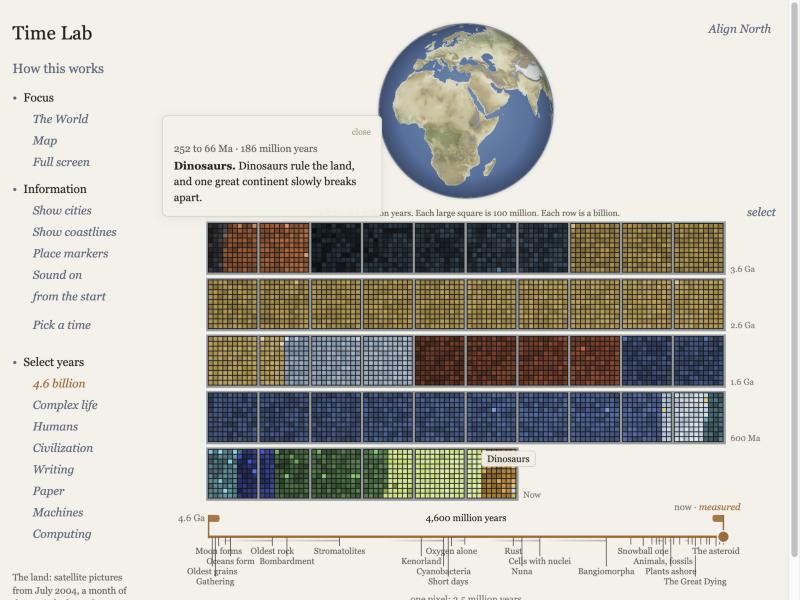 Time Lab
Align North
How this works
Focus
The World
Map
Full screen
Information
Show cities
Show coastlines
Place markers
Sound on
from the start
Pick a time
Select years
4.6 billion
Complex life
Humans
Civilization
Writing
Paper
Machines
Computing
The land: satellite pictures
from July 2004, a month of
close
252 to 66 Ma · 186 million years
Dinosaurs. Dinosaurs rule the land,
and one great continent slowly breaks
apart.
years. Each large square is 100 million. Each row is a billion.
select
3.6 Ga
2.6 Ga
1.6 Ga
600 Ma
Dinosaurs
Now
now · measured
4.6 Ga
4,600 million years
Moon forms
Oldest rock
Stromatolites
Oxygen alone
Rust
Snowball one
The asteroid
Oceans form
Bombardment
Kenorland
Cells with nuclei
Animals, fossils
Oldest grains
Cyanobacteria
Nuna
Bangiomorpha
Plants ashore
Gathering
Short days
The Great Dying
one pixel: 2.5 million years